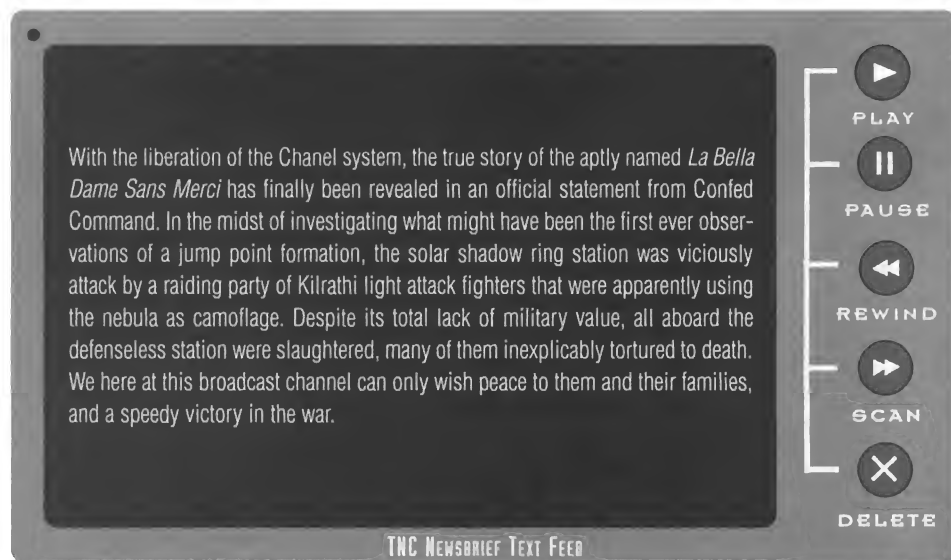 With the liberation of the Chanel system, the true story of the aptly named La Bella
Dame Sans Merci has finally been revealed in an official statement from Confed
Command. In the midst of investigating what might have been the first ever obser-
vations of a jump point formation, the solar shadow ring station was viciously
attack by a raiding party of Kilrathi light attack fighters that were apparently using
the nebula as camoflage. Despite its total lack of military value, all aboard the
defenseless station were slaughtered, many of them inexplicably tortured to death.
We here at this broadcast channel can only wish peace to them and their families,
and a speedy victory in the war.
PLAY
PAUSE
REWIND
SCAN
DELETE
TNC NEWSBRIEF TEXT FEED